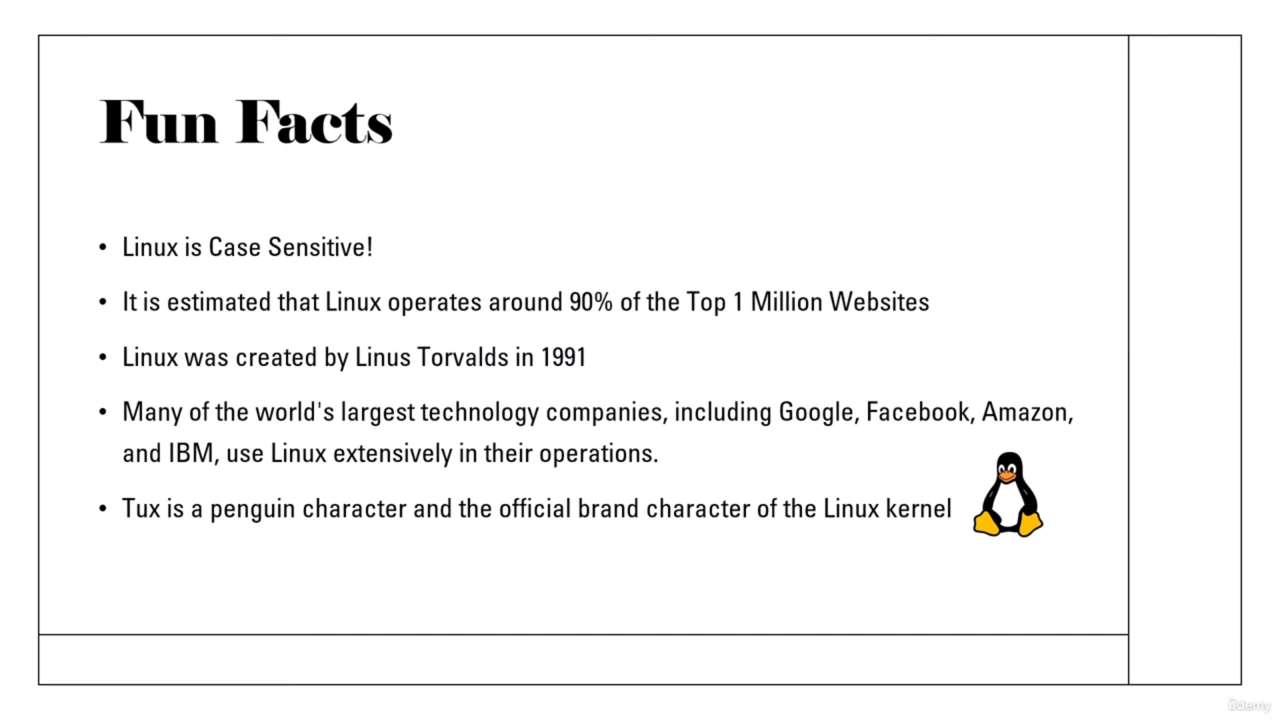 Fun Facts
• Linux is Case Sensitive!
• It is estimated that Linux operates around 90% of the Top 1 Million Websites
• Linux was created by Linus Torvalds in 1991
• Many of the world's largest technology companies, including Google, Facebook, Amazon,
and IBM, use Linux extensively in their operations.
• Tux is a penguin character and the official brand character of the Linux kernel
ûdemy